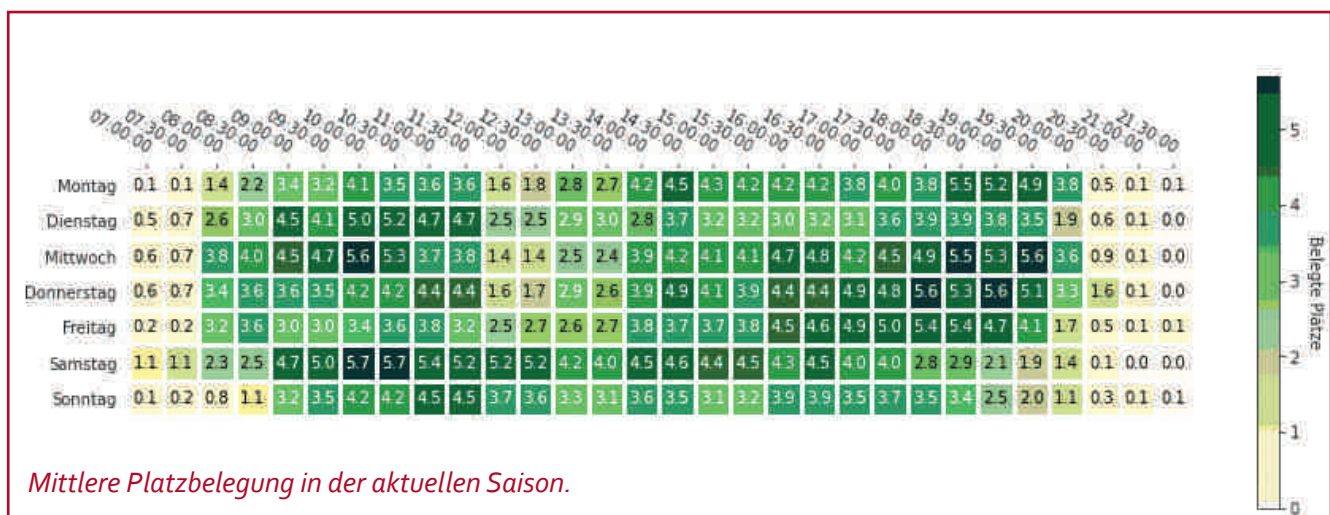 07.00.00 07.30.00 08.00.00 08.30.00 09.00.00 09.30.00 10.00.00 10.30.00 11.00.00 11.30.00 12.00.00 12.30.00 13.00.00 13.30.00 14.00.00 14.30.00 15.00.00 15.30.00 16.00.00 16.30.00 17.00.00 17.30.00 18.00.00 18.30.00 19.00.00 19.30.00 20.00.00 20.30.00 21.00.00 21.30.00
Montag 0.1 0.1 1.4 2.2 3.4 3.2 4.1 3.5 3.6 3.6 1.6 1.8 2.8 2.7 4.2 4.5 4.3 4.2 4.2 4.2 3.8 4.0 3.8 5.5 5.2 4.9 3.8 0.5 0.1 0.1
Dienstag 0.5 0.7 2.6 3.0 4.5 4.1 5.0 5.2 4.7 4.7 2.5 2.5 2.9 3.0 2.8 3.7 3.2 3.2 3.0 3.2 3.1 3.6 3.9 3.9 3.8 3.5 1.9 0.6 0.1 0.0
Mittwoch 0.6 0.7 3.8 4.0 4.5 4.7 5.6 5.3 3.7 3.8 1.4 1.4 2.5 2.4 3.9 4.2 4.1 4.1 4.7 4.8 4.2 4.5 4.9 5.5 5.3 5.6 3.6 0.9 0.1 0.0
Donnerstag 0.6 0.7 3.4 3.6 3.6 3.5 4.2 4.2 4.4 4.4 1.6 1.7 2.9 2.6 3.9 4.9 4.1 3.9 4.4 4.4 4.9 4.8 5.6 5.3 5.6 5.1 3.3 1.6 0.1 0.0
Freitag 0.2 0.2 3.2 3.6 3.0 3.0 3.4 3.6 3.8 3.2 2.5 2.7 2.6 2.7 3.8 3.7 3.7 3.8 4.5 4.6 4.9 5.0 5.4 5.4 4.7 4.1 1.7 0.5 0.1 0.1
Samstag 1.1 1.1 2.3 2.5 4.7 5.0 5.7 5.7 5.4 5.2 5.2 5.2 4.2 4.0 4.5 4.6 4.4 4.5 4.3 4.5 4.0 4.0 2.8 2.9 2.1 1.9 1.4 0.1 0.0 0.0
Sonntag 0.1 0.2 0.8 1.1 3.2 3.5 4.2 4.2 4.5 4.5 3.7 3.6 3.3 3.1 3.6 3.5 3.1 3.2 3.9 3.9 3.5 3.7 3.5 3.4 2.5 2.0 1.1 0.3 0.1 0.1
5
4
3
2
1
0
Belegte Plätze
Mittlere Platzbelegung in der aktuellen Saison.